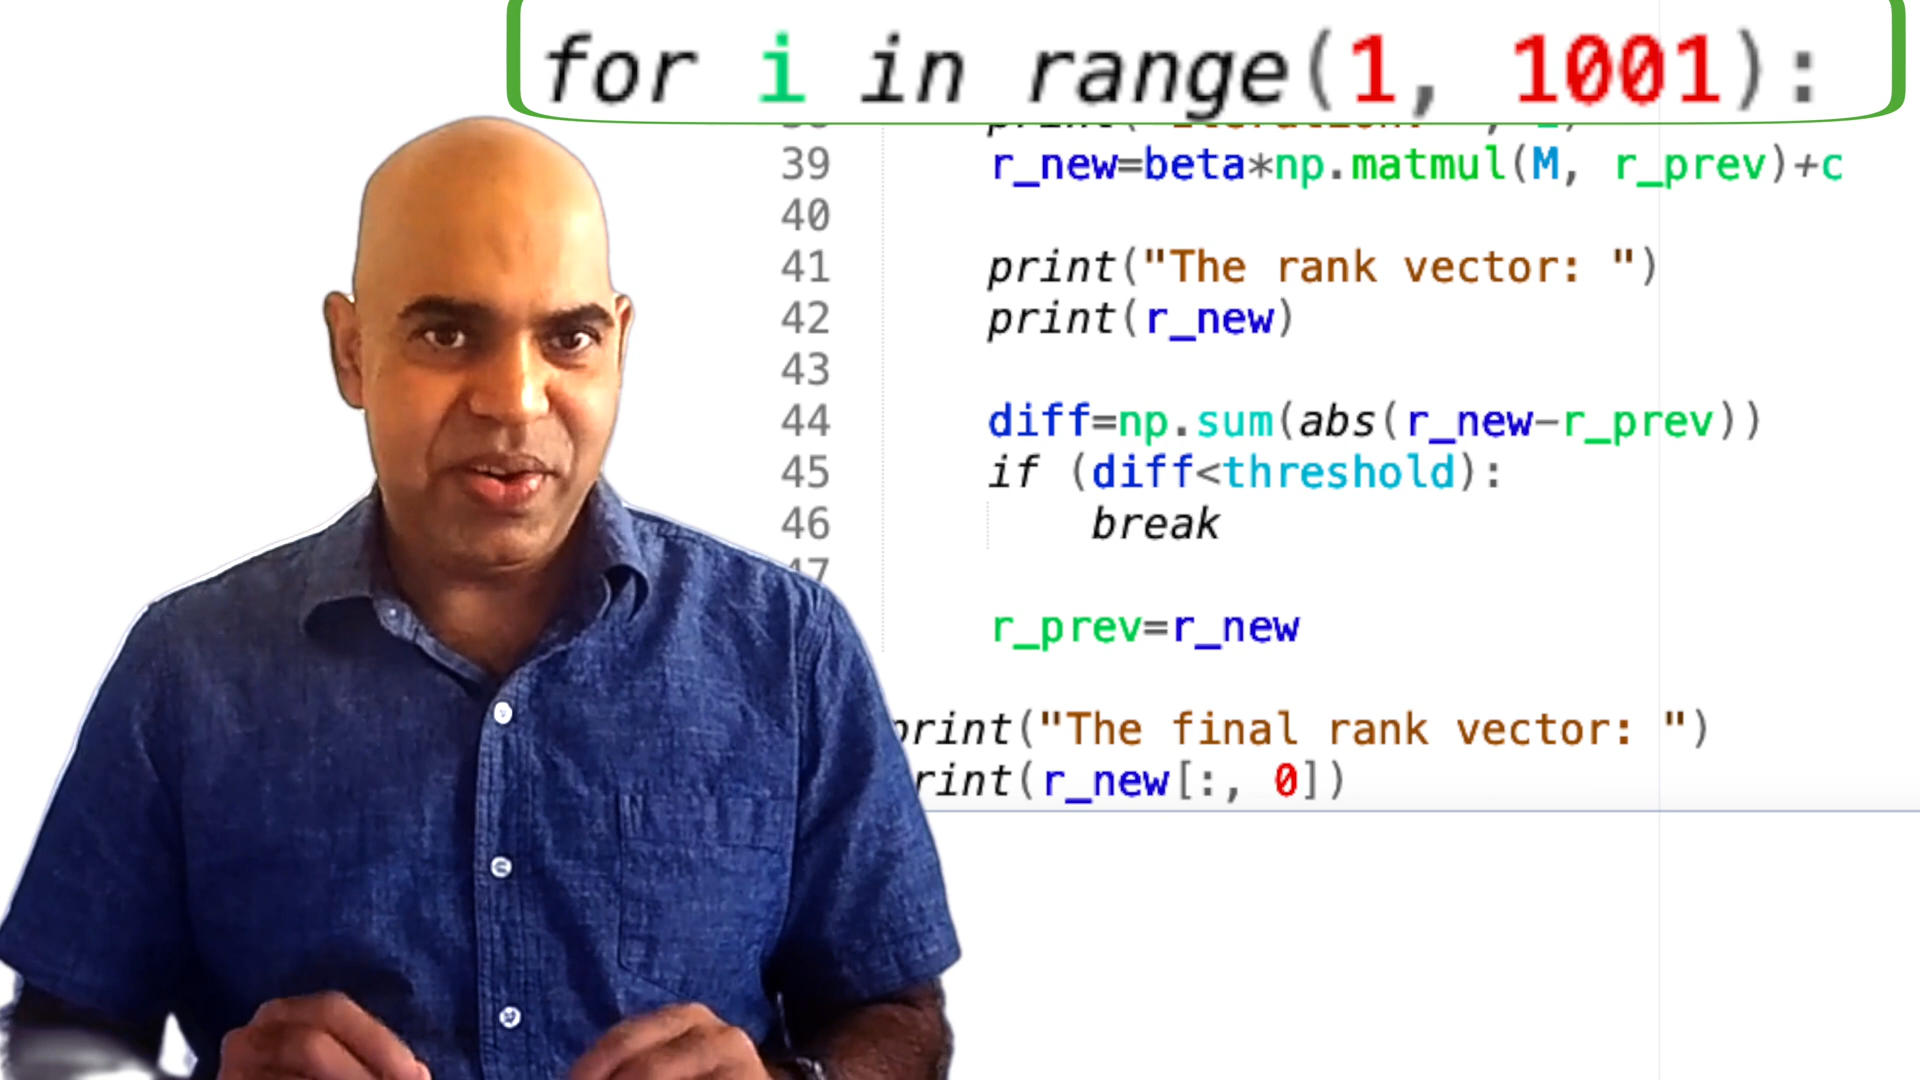 for i in range(1, 1001):
39 r_new=beta*np.matmul(M, r_prev)+c
40
41 print("The rank vector: ")
42 print(r_new)
43
44 diff=np.sum(abs(r_new-r_prev))
45 if (diff<threshold):
46 break
r_prev=r_new
print("The final rank vector: ")
rint(r_new[:, 0])